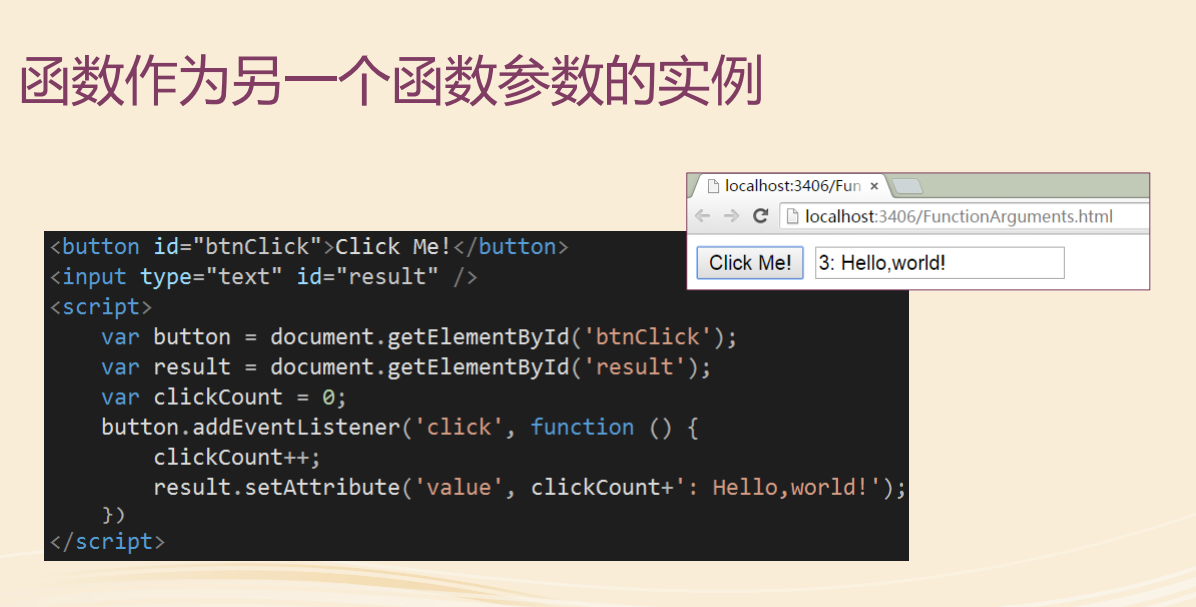 函数作为另一个函数参数的实例
localhost:3406/Fun ×
localhost:3406/FunctionArguments.html
Click Me! 3: Hello,world!
<button id="btnClick">Click Me!</button>
<input type="text" id="result" />
<script>
    var button = document.getElementById('btnClick');
    var result = document.getElementById('result');
    var clickCount = 0;
    button.addEventListener('click', function () {
        clickCount++;
        result.setAttribute('value', clickCount+': Hello,world!');
    })
</script>